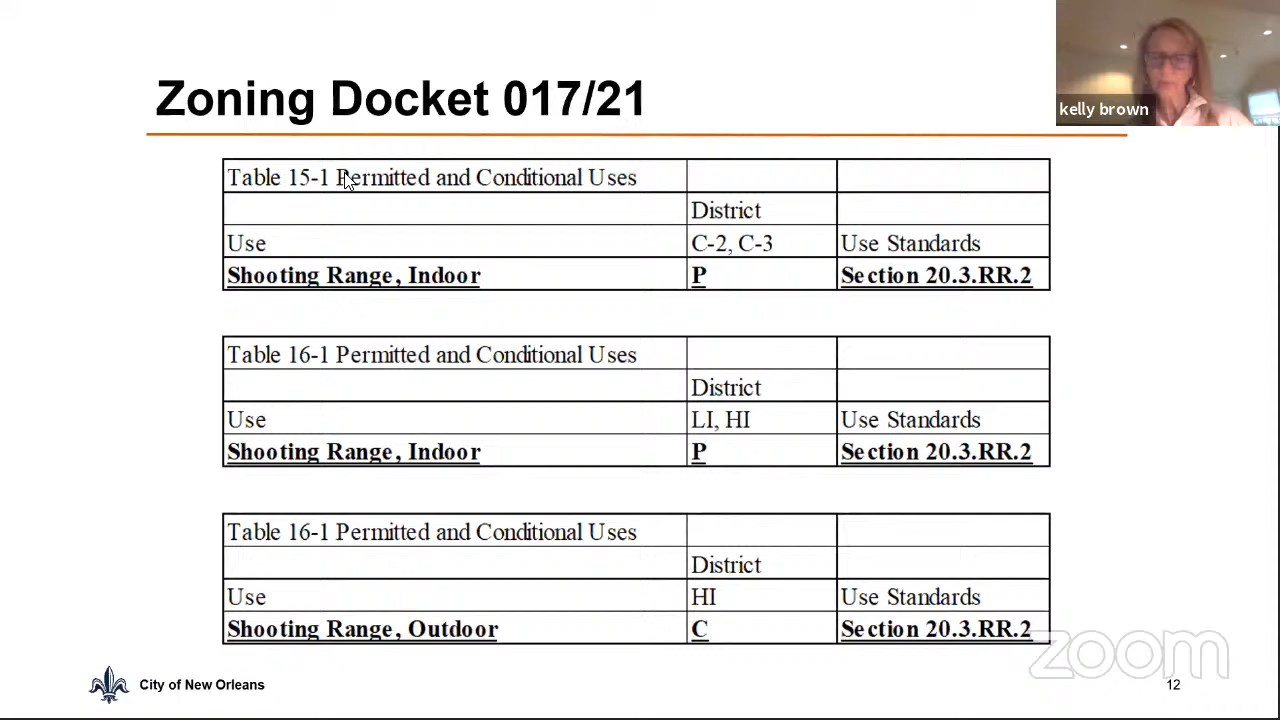 Zoning Docket 017/21
kelly brown
Table 15-1 Permitted and Conditional Uses
District
Use C-2, C-3 Use Standards
Shooting Range, Indoor P Section 20.3.RR.2
Table 16-1 Permitted and Conditional Uses
District
Use LI, HI Use Standards
Shooting Range, Indoor P Section 20.3.RR.2
Table 16-1 Permitted and Conditional Uses
District
Use HI Use Standards
Shooting Range, Outdoor C Section 20.3.RR.2
zoom
City of New Orleans 12